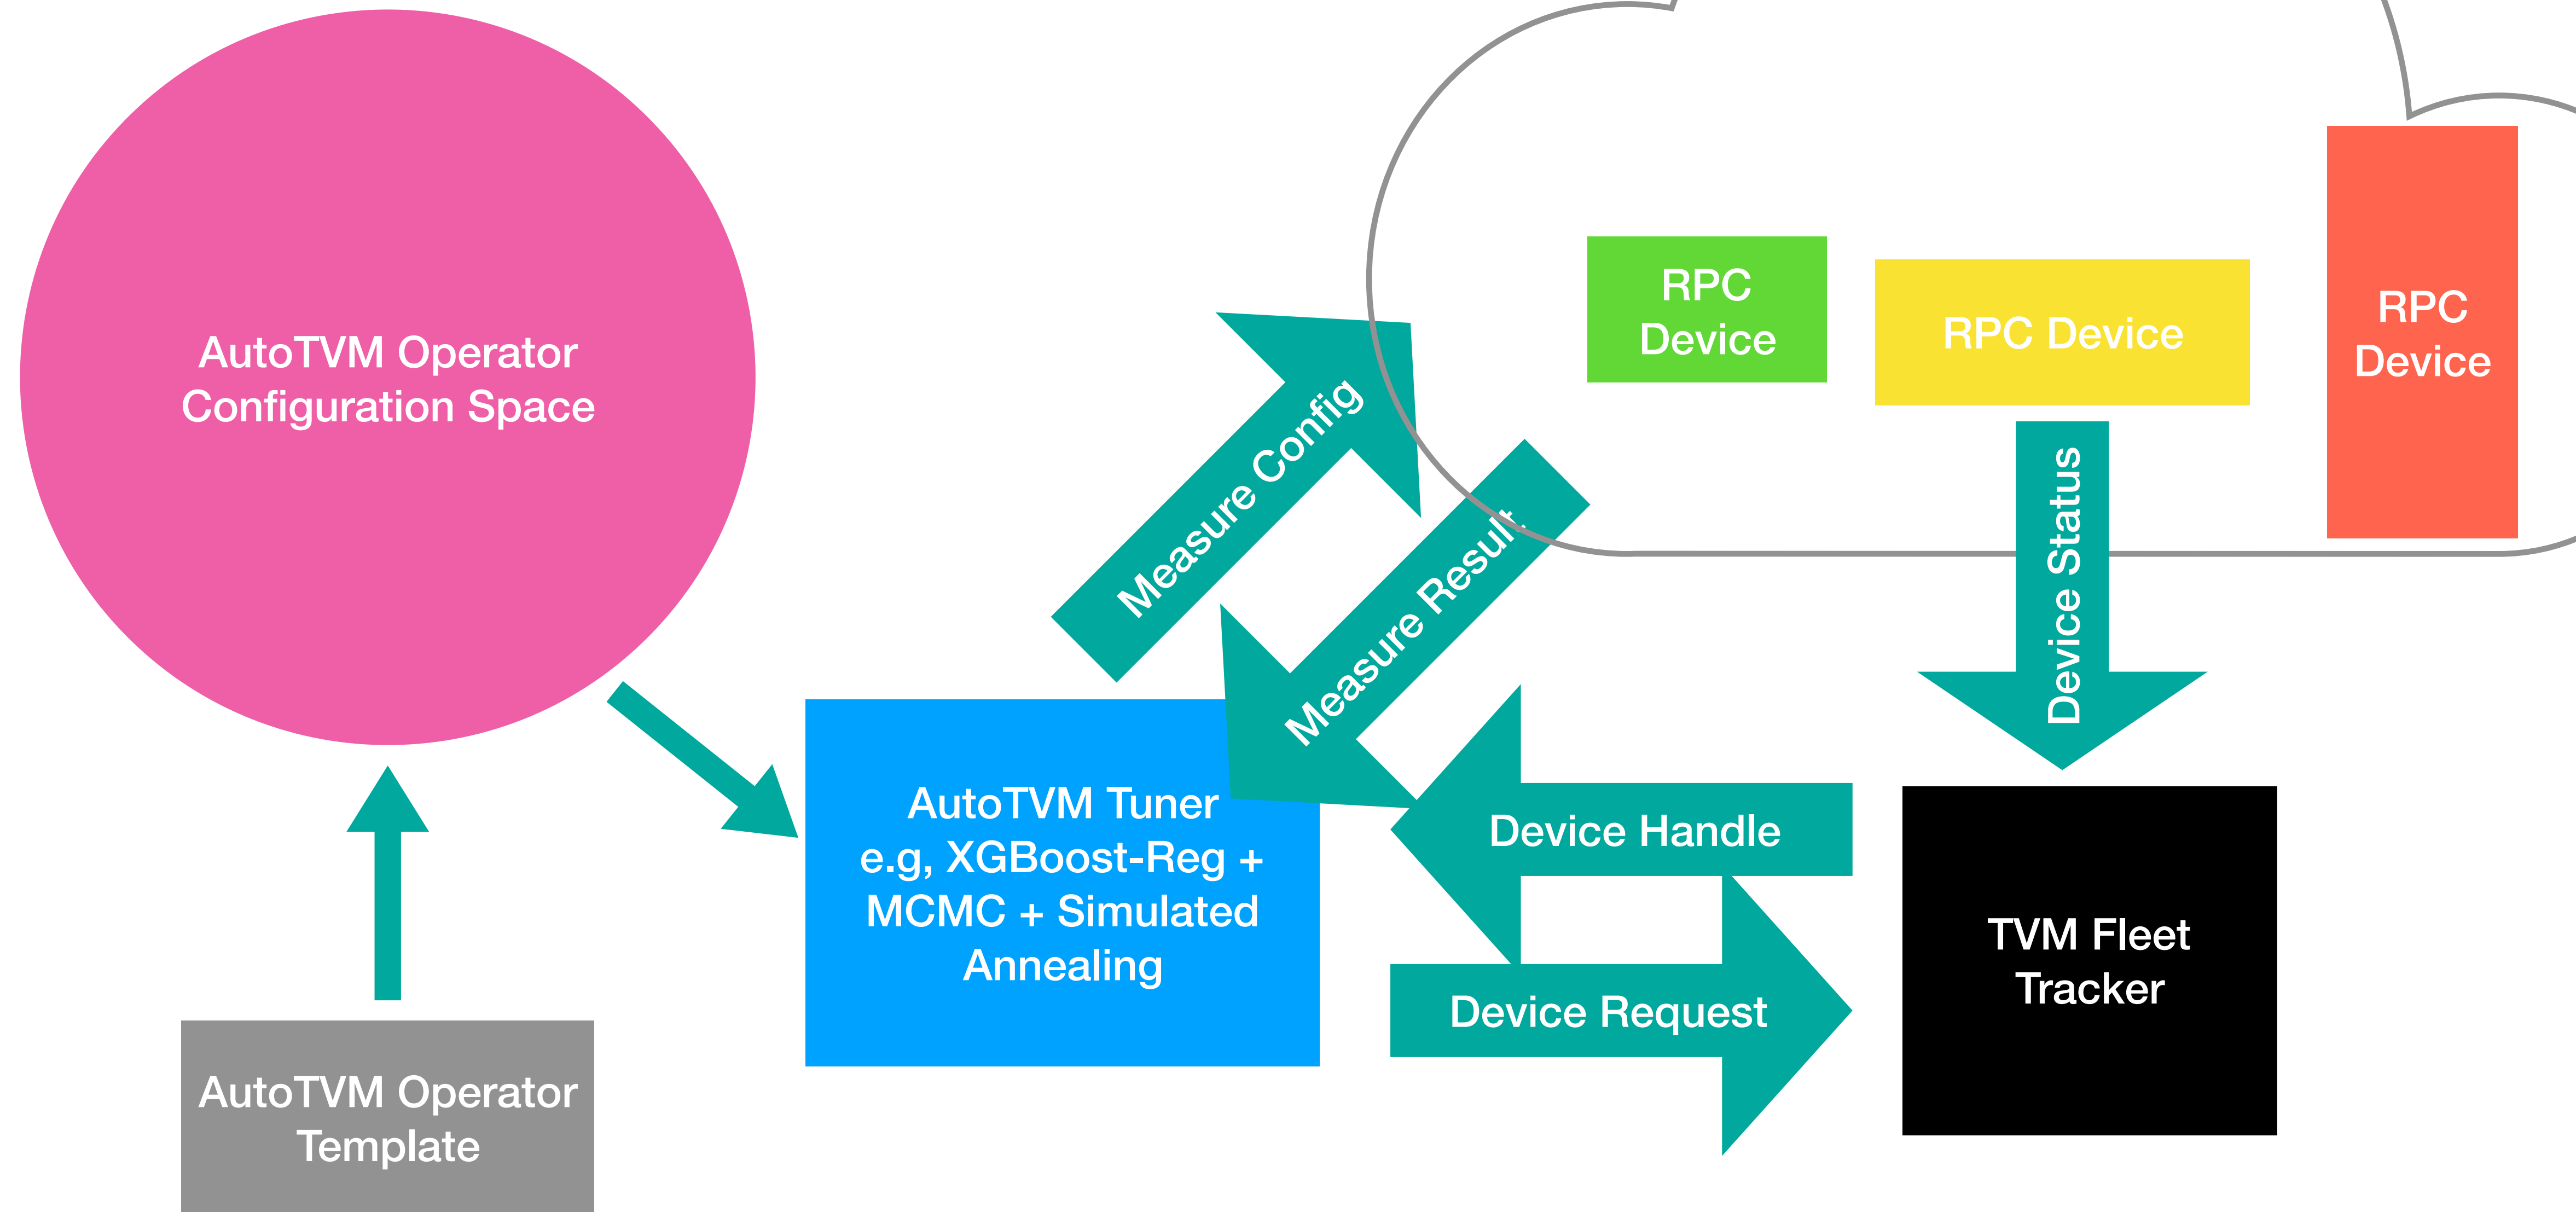 AutoTVM Operator
Configuration Space
AutoTVM Operator
Template
AutoTVM Tuner
e.g, XGBoost-Reg +
MCMC + Simulated
Annealing
Measure Config
Measure Result
RPC
Device
RPC Device
RPC
Device
Device Status
Device Handle
Device Request
TVM Fleet
Tracker